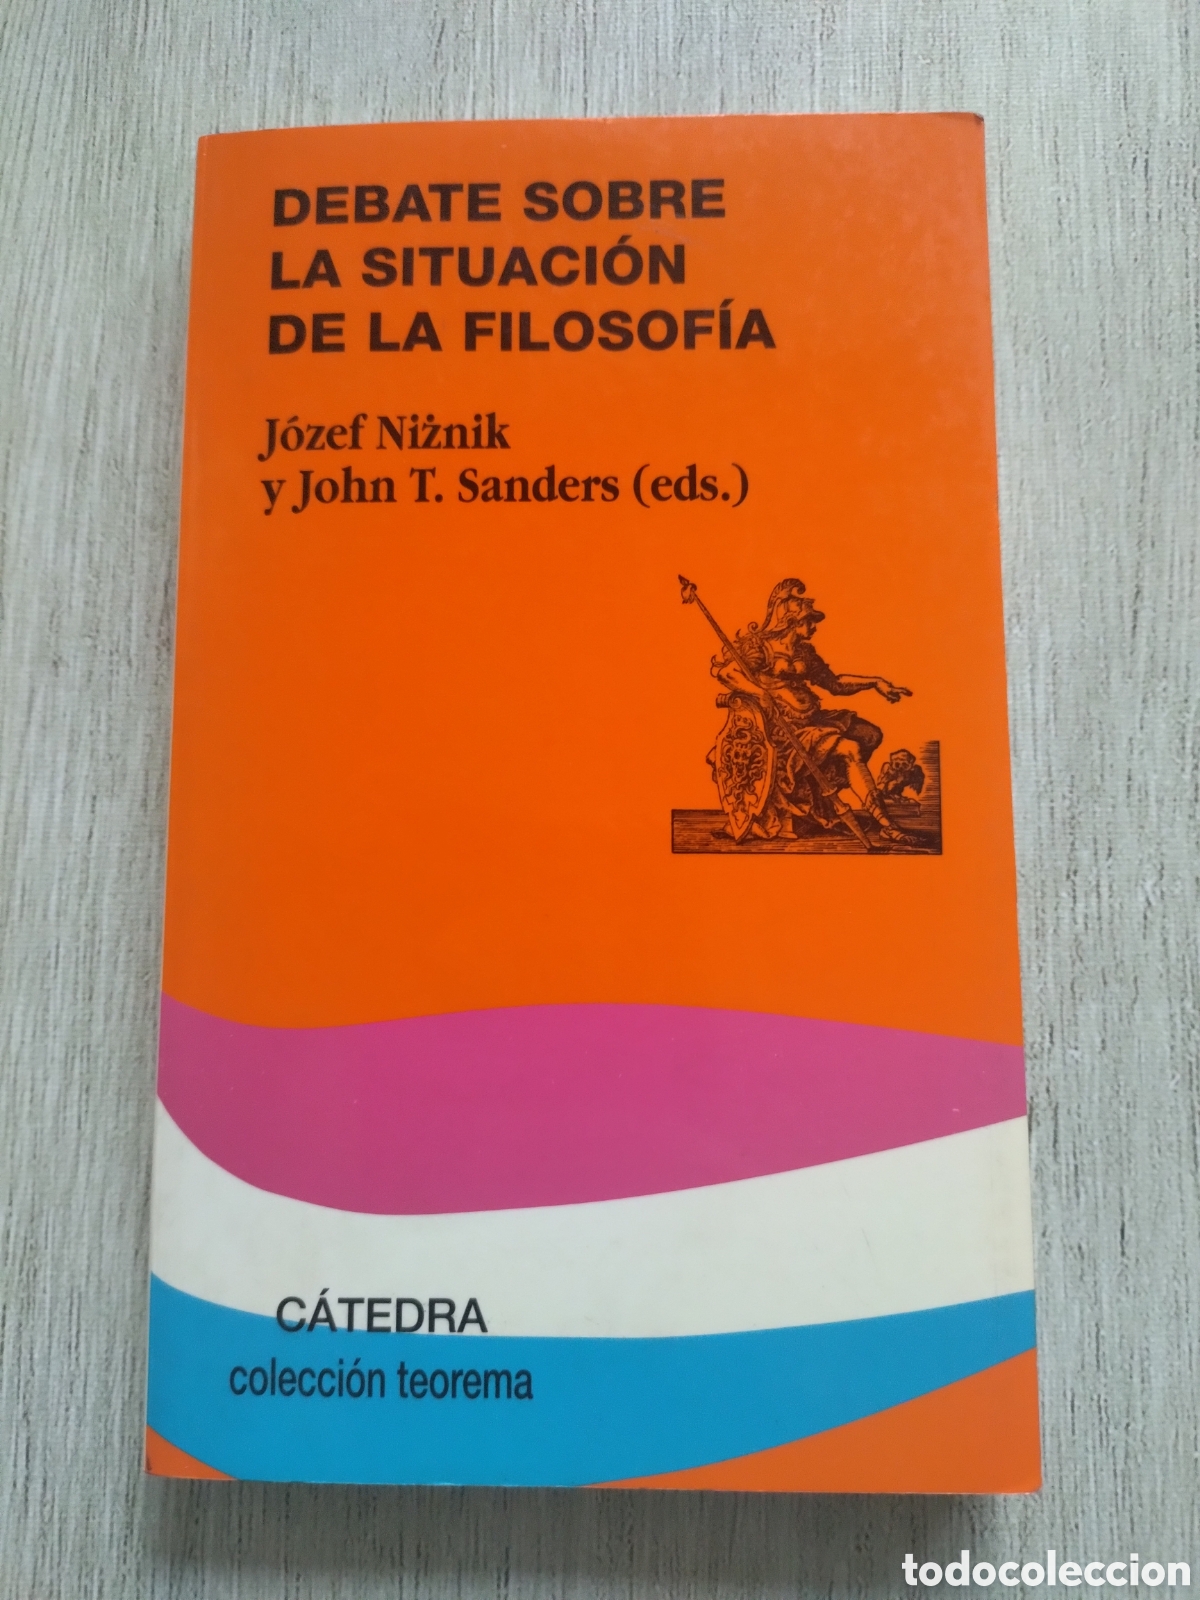 DEBATE SOBRE
LA SITUACIÓN
DE LA FILOSOFÍA
Józef Niżnik
y John T. Sanders (eds.)
CÁTEDRA
colección teorema
todocoleccion